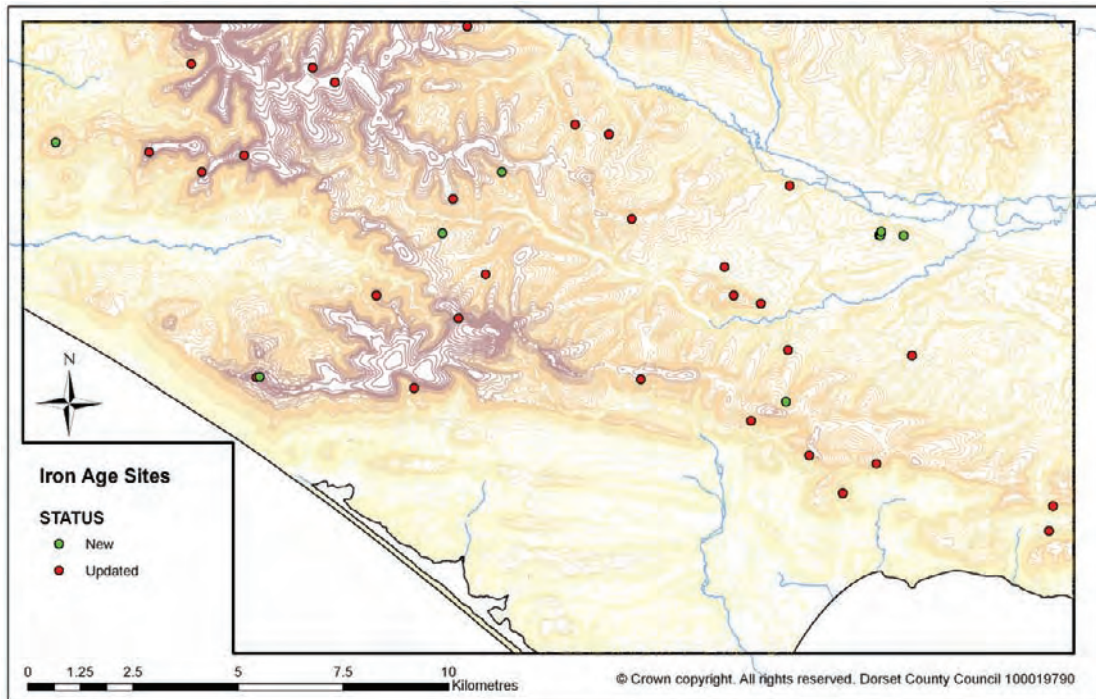 N
Iron Age Sites
STATUS
New
Updated
0 1.25 2.5 5 7.5 10
Kilometres
© Crown copyright. All rights reserved. Dorset County Council 100019790